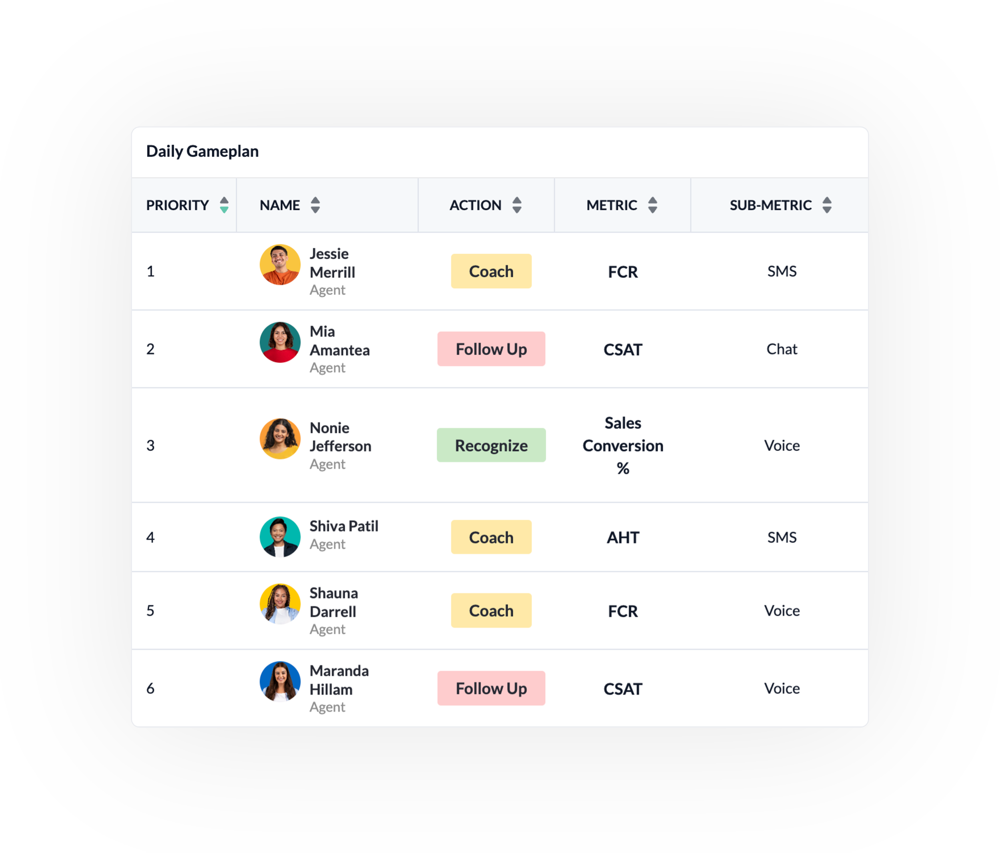 Daily Gameplan
PRIORITY NAME ACTION METRIC SUB-METRIC
1 Jessie Merrill Agent Coach FCR SMS
2 Mia Amantea Agent Follow Up CSAT Chat
3 Nonie Jefferson Agent Recognize Sales Conversion % Voice
4 Shiva Patil Agent Coach AHT SMS
5 Shauna Darrell Agent Coach FCR Voice
6 Maranda Hillam Agent Follow Up CSAT Voice